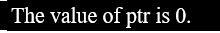 The value of ptr is 0.